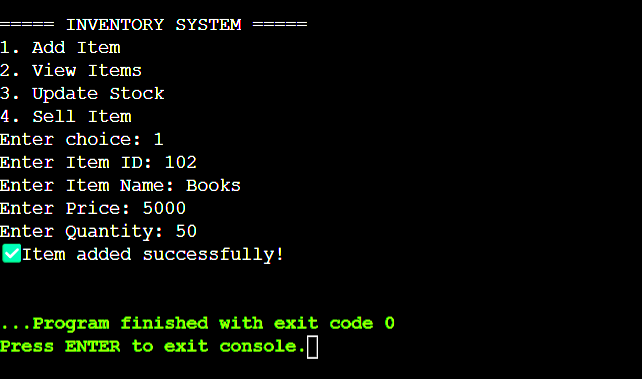 ===== INVENTORY SYSTEM =====
1. Add Item
2. View Items
3. Update Stock
4. Sell Item
Enter choice: 1
Enter Item ID: 102
Enter Item Name: Books
Enter Price: 5000
Enter Quantity: 50
✅Item added successfully!
...Program finished with exit code 0
Press ENTER to exit console.